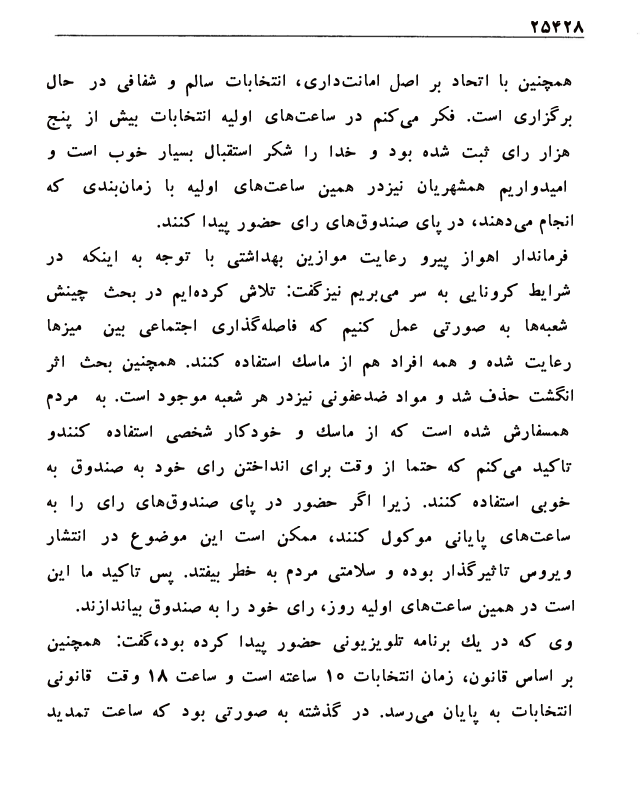 ۲۵۴۲۸
همچنین با اتحاد بر اصل امانت‌داری، انتخابات سالم و شفافی در حال
برگزاری است. فکر می‌کنم در ساعت‌های اولیه انتخابات بیش از پنج
هزار رای ثبت شده بود و خدا را شکر استقبال بسیار خوب است و
امیدواریم همشهریان نیزدر همین ساعت‌های اولیه با زمان‌بندی که
انجام می‌دهند، در پای صندوق‌های رای حضور پیدا کنند.
فرماندار اهواز پیرو رعایت موازین بهداشتی با توجه به اینکه در
شرایط کرونایی به سر می‌بریم نیزگفت: تلاش کرده‌ایم در بحث چینش
شعبه‌ها به صورتی عمل کنیم که فاصله‌گذاری اجتماعی بین میزها
رعایت شده و همه افراد هم از ماسك استفاده کنند. همچنین بحث اثر
انگشت حذف شد و مواد ضدعفونی نیزدر هر شعبه موجود است. به مردم
همسفارش شده است که از ماسك و خودکار شخصی استفاده کنندو
تاکید می‌کنم که حتما از وقت برای انداختن رای خود به صندوق به
خوبی استفاده کنند. زیرا اگر حضور در پای صندوق‌های رای را به
ساعت‌های پایانی موکول کنند، ممکن است این موضوع در انتشار
ویروس تاثیرگذار بوده و سلامتی مردم به خطر بیفتد. پس تاکید ما این
است در همین ساعت‌های اولیه روز، رای خود را به صندوق بیاندازند.
وی که در یك برنامه تلویزیونی حضور پیدا کرده بود،گفت: همچنین
بر اساس قانون، زمان انتخابات ۱۰ ساعته است و ساعت ۱۸ وقت قانونی
انتخابات به پایان می‌رسد. در گذشته به صورتی بود که ساعت تمدید